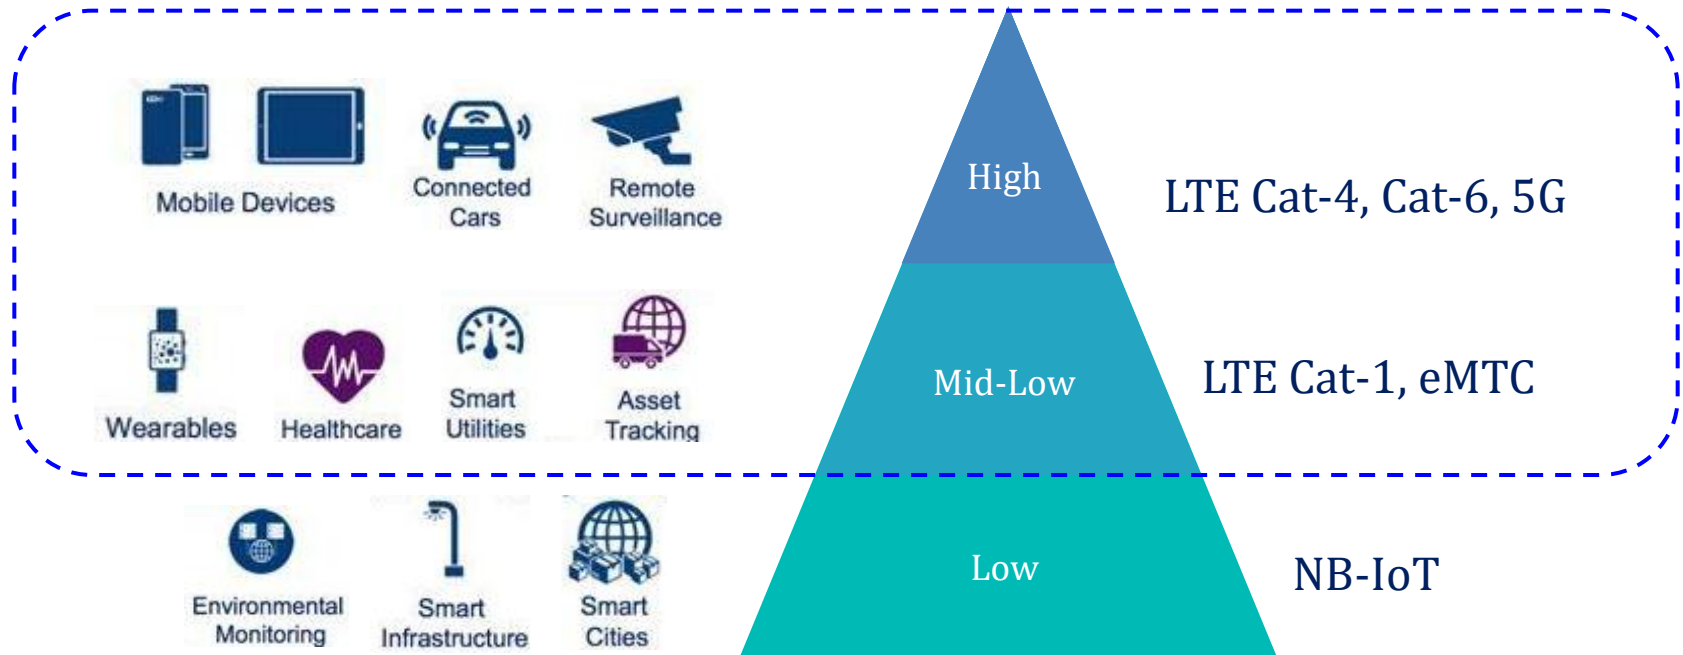 Mobile Devices
Connected
Cars
Remote
Surveillance
High
LTE Cat-4, Cat-6, 5G
Wearables
Healthcare
Smart
Utilities
Asset
Tracking
Mid-Low
LTE Cat-1, eMTC
Environmental
Monitoring
Smart
Infrastructure
Smart
Cities
Low
NB-IoT